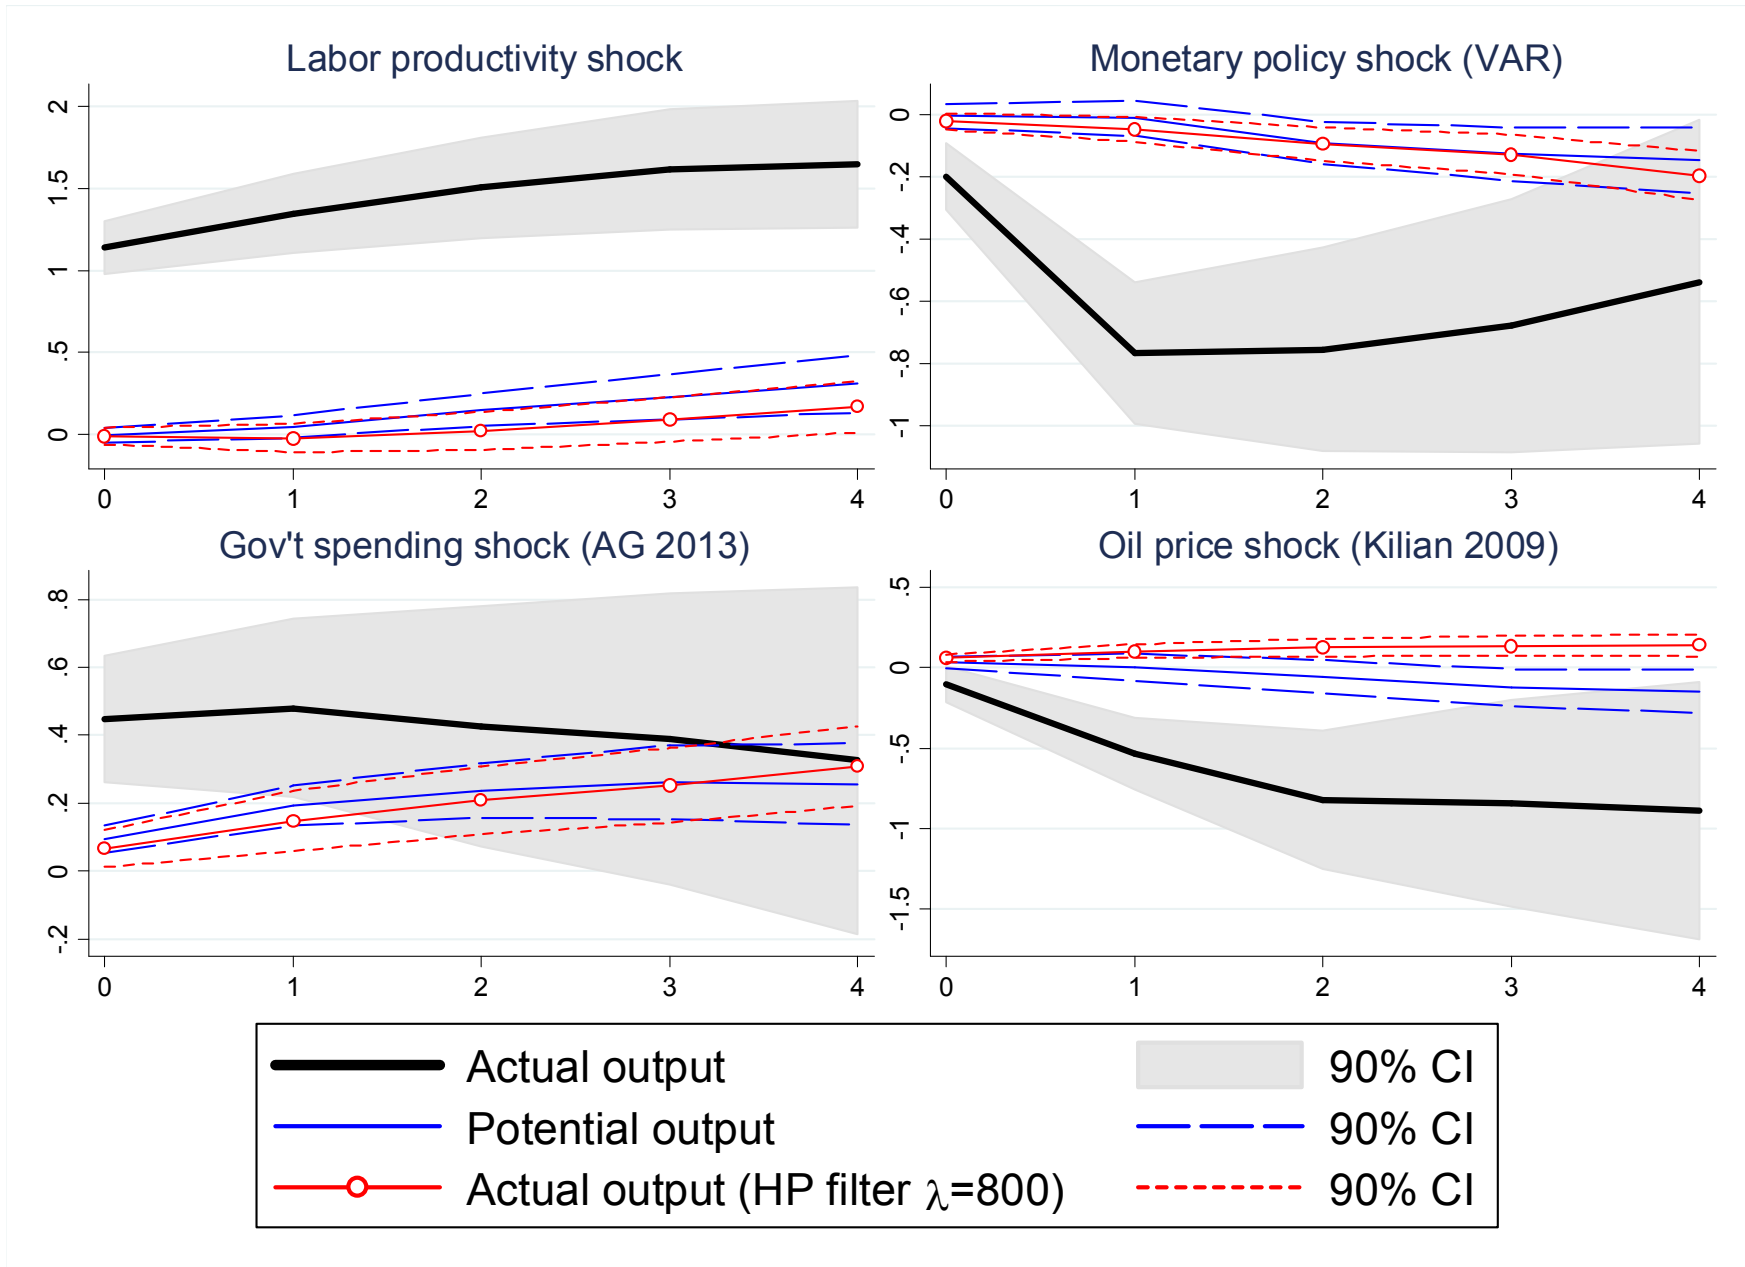 Labor productivity shock
2
1.5
1
.5
0
0 1 2 3 4
Monetary policy shock (VAR)
0
-.2
-.4
-.6
-.8
-1
0 1 2 3 4
Gov't spending shock (AG 2013)
.8
.6
.4
.2
0
-.2
0 1 2 3 4
Oil price shock (Kilian 2009)
.5
0
-.5
-1
-1.5
0 1 2 3 4
Actual output 90% CI
Potential output 90% CI
Actual output (HP filter λ=800) 90% CI